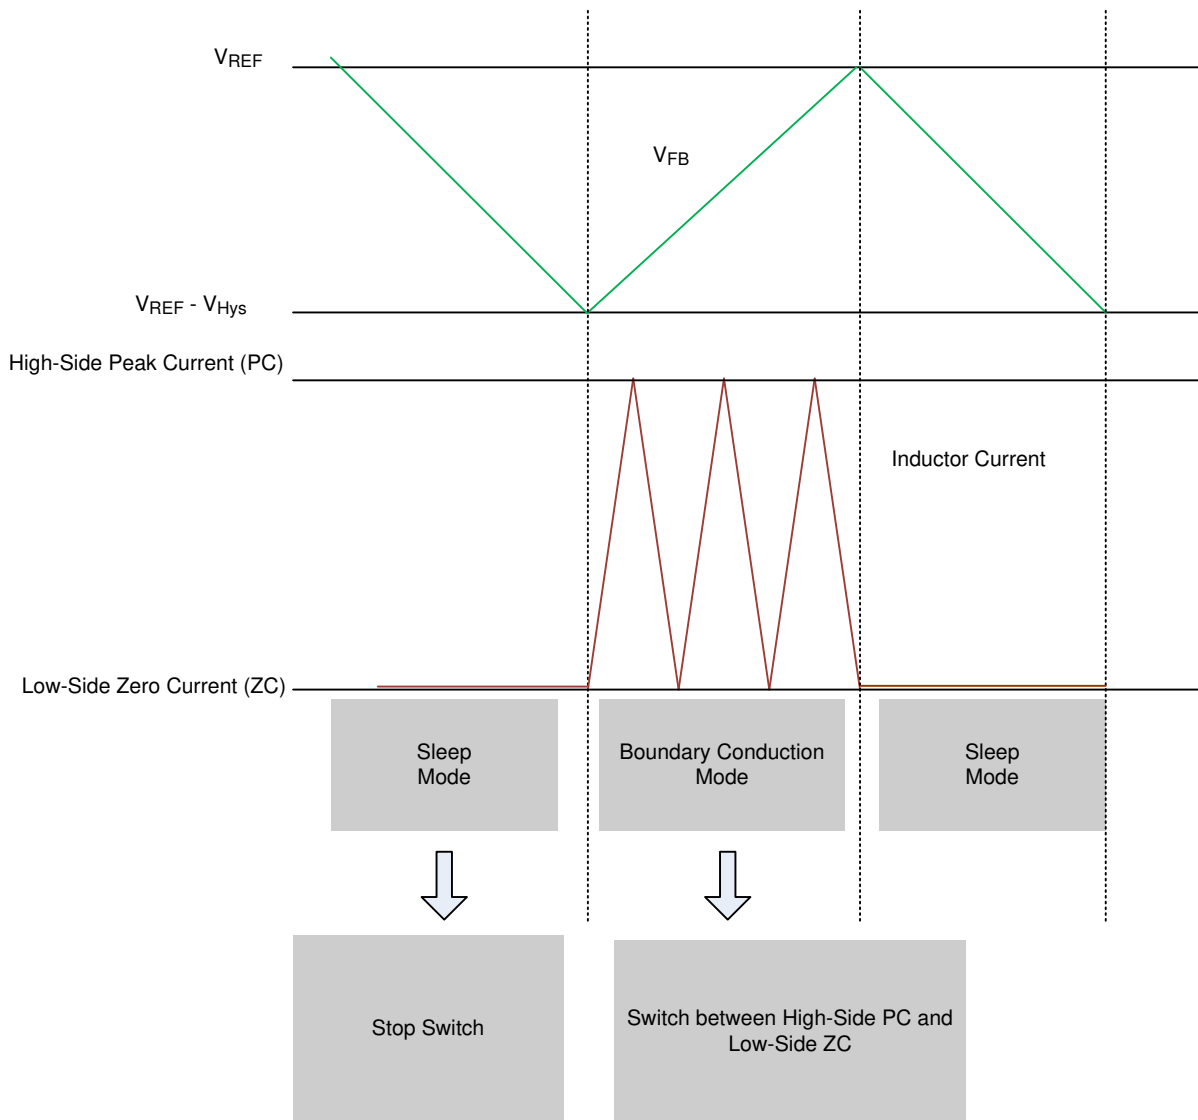 VREF
VFB
VREF - VHys
High-Side Peak Current (PC)
Inductor Current
Low-Side Zero Current (ZC)
Sleep
Mode
Boundary Conduction
Mode
Sleep
Mode
Stop Switch
Switch between High-Side PC and
Low-Side ZC